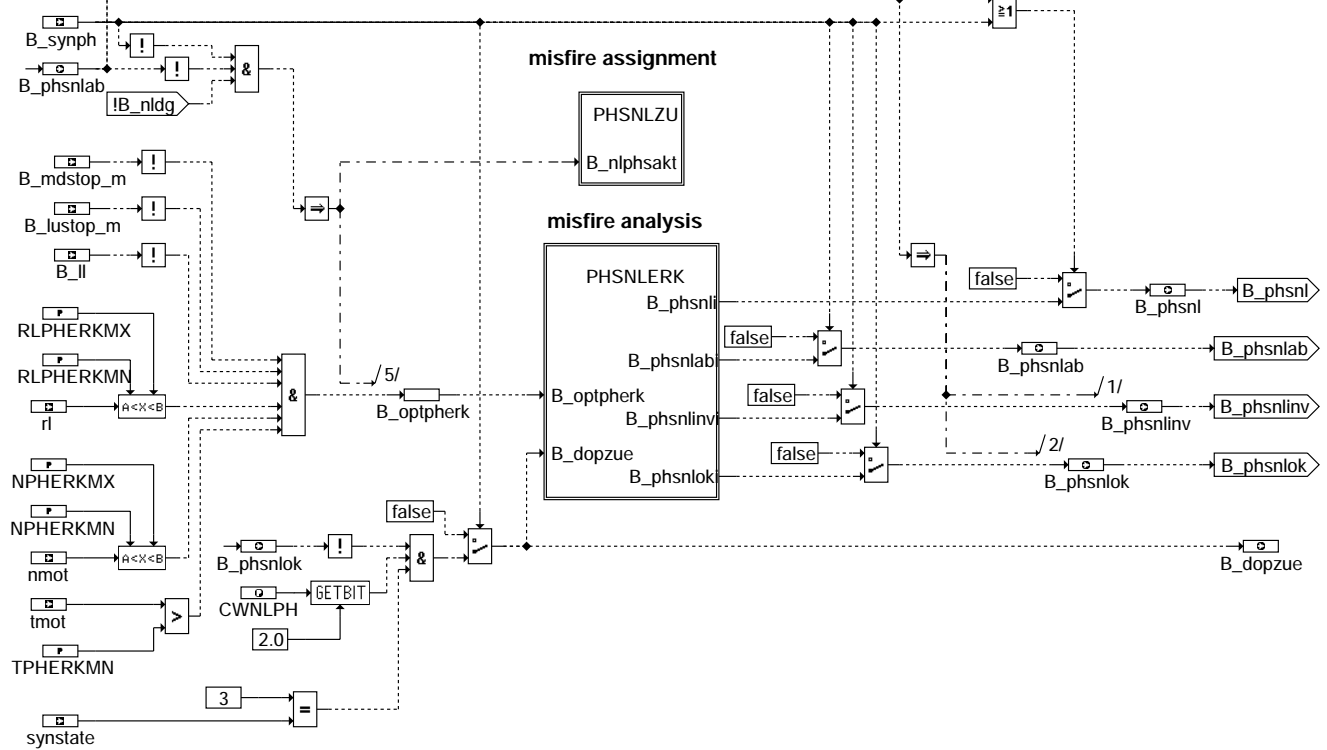 ≥1
B_synph
!
misfire assignment
!
&
B_phsnlab
!B_nldg
PHSNLZU
B_nlphsakt
!
B_mdstop_m
⇒
!
B_lustop_m
misfire analysis
!
B_ll
⇒
PHSNLERK
false
B_phsnli
B_phsnl
B_phsnl
RLPHERKMX
P
false
B_phsnlabi
B_phsnlab
B_phsnlab
RLPHERKMN
P
/5/
/1/
&
B_optpherk
B_optpherk
false
A<X<B
rl
B_phsnlinvi
B_phsnlinv
B_phsnlinv
/2/
B_dopzue
false
P
NPHERKMX
B_phsnloki
B_phsnlok
B_phsnlok
P
NPHERKMN
false
!
&
A<X<B
nmot
B_phsnlok
B_dopzue
GETBIT
CWNLPH
tmot
>
2.0
P
TPHERKMN
3
=
synstate